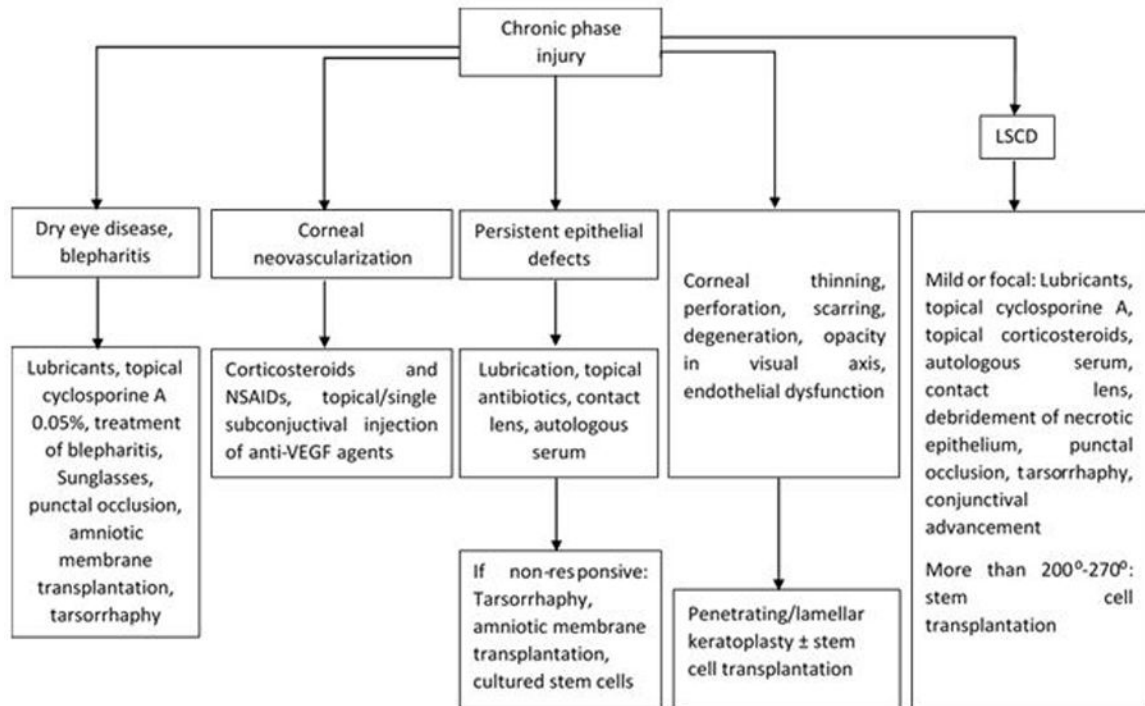 Chronic phase
injury
LSCD
Dry eye disease,
blepharitis
Corneal
neovascularization
Persistent epithelial
defects
Corneal thinning,
perforation, scarring,
degeneration, opacity
in visual axis,
endothelial dysfunction
Mild or focal: Lubricants,
topical cyclosporine A,
topical corticosteroids,
autologous serum,
contact lens,
debridement of necrotic
epithelium, punctal
occlusion, tarsorrhaphy,
conjunctival
advancement
More than 200⁰-270⁰:
stem cell
transplantation
Lubricants, topical
cyclosporine A
0.05%, treatment
of blepharitis,
Sunglasses,
punctal occlusion,
amniotic
membrane
transplantation,
tarsorrhaphy
Corticosteroids and
NSAIDs, topical/single
subconjuctival injection
of anti-VEGF agents
Lubrication, topical
antibiotics, contact
lens, autologous
serum
If non-responsive:
Tarsorrhaphy,
amniotic membrane
transplantation,
cultured stem cells
Penetrating/lamellar
keratoplasty ± stem
cell transplantation